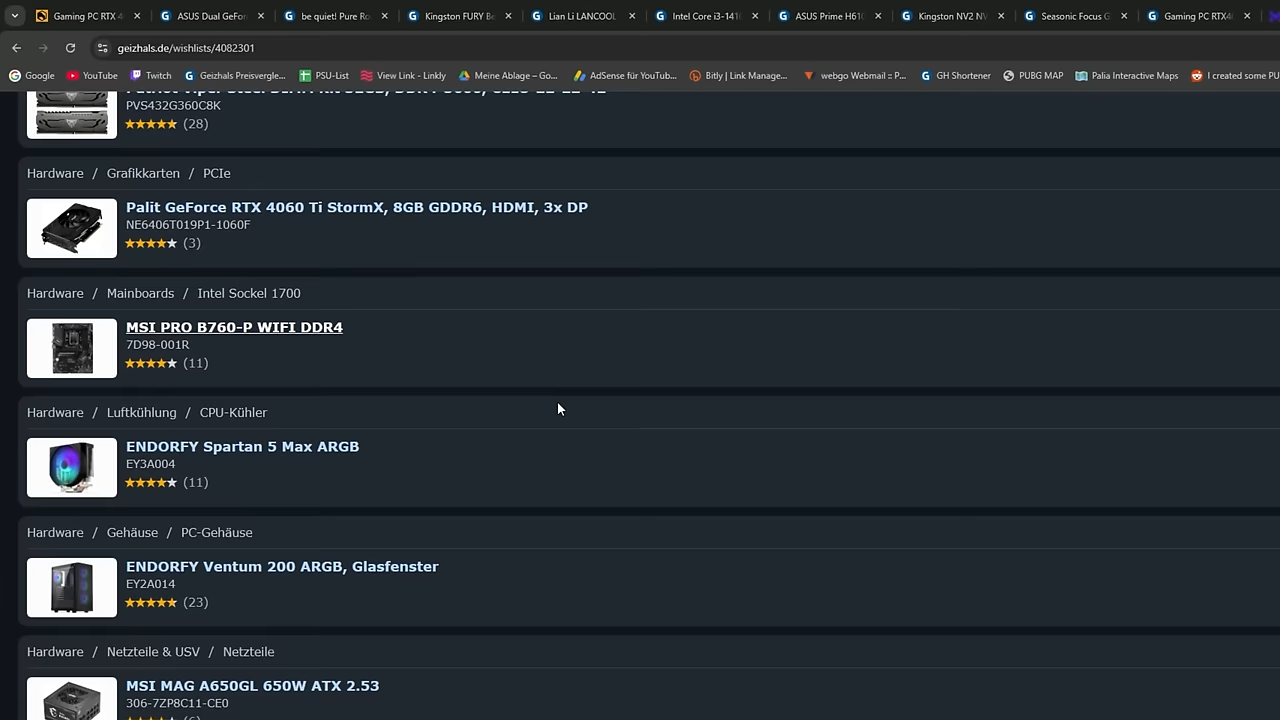 Gaming PC RTX 4
ASUS Dual GeFor
be quiet! Pure Ro
Kingston FURY Be
Lian Li LANCOOL
Intel Core i3-141
ASUS Prime H610
Kingston NV2 NV
Seasonic Focus G
Gaming PC RTX4
geizhals.de/wishlists/4082301
Google
YouTube
Twitch
Geizhals Preisvergle...
PSU-List
View Link - Linkly
Meine Ablage – Go...
AdSense für YouTub...
Bitly | Link Manage...
webgo Webmail :: P...
GH Shortener
PUBG MAP
Palia Interactive Maps
I created some PU
PVS432G360C8K
(28)
Hardware / Grafikkarten / PCIe
Palit GeForce RTX 4060 Ti StormX, 8GB GDDR6, HDMI, 3x DP
NE6406T019P1-1060F
(3)
Hardware / Mainboards / Intel Sockel 1700
MSI PRO B760-P WIFI DDR4
7D98-001R
(11)
Hardware / Luftkühlung / CPU-Kühler
ENDORFY Spartan 5 Max ARGB
EY3A004
(11)
Hardware / Gehäuse / PC-Gehäuse
ENDORFY Ventum 200 ARGB, Glasfenster
EY2A014
(23)
Hardware / Netzteile & USV / Netzteile
MSI MAG A650GL 650W ATX 2.53
306-7ZP8C11-CE0